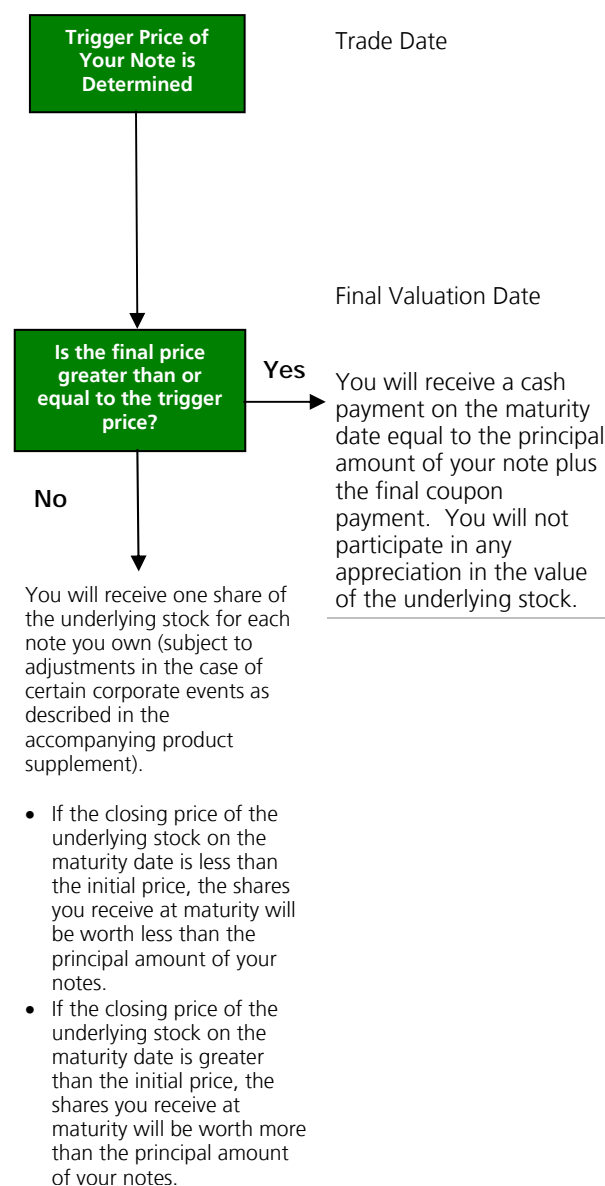 Trigger Price of
Your Note is
Determined
Trade Date
Final Valuation Date
Is the final price
greater than or
equal to the trigger
price?
Yes
You will receive a cash
payment on the maturity
date equal to the principal
amount of your note plus
the final coupon
payment. You will not
participate in any
appreciation in the value
of the underlying stock.
No
You will receive one share of
the underlying stock for each
note you own (subject to
adjustments in the case of
certain corporate events as
described in the
accompanying product
supplement).
• If the closing price of the
underlying stock on the
maturity date is less than
the initial price, the shares
you receive at maturity will
be worth less than the
principal amount of your
notes.
• If the closing price of the
underlying stock on the
maturity date is greater
than the initial price, the
shares you receive at
maturity will be worth more
than the principal amount
of your notes.